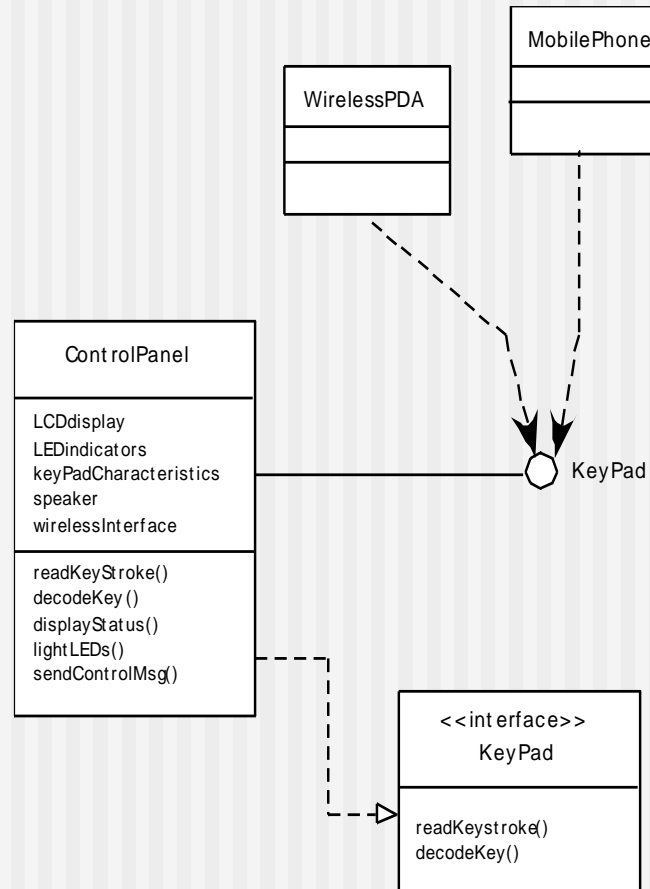 MobilePhone
WirelessPDA
ControlPanel
LCDdisplay
LEDindicators
keyPadCharacteristics
speaker
wirelessInterface
KeyPad
readKeyStroke()
decodeKey()
displayStatus()
lightLEDs()
sendControlMsg()
<<interface>>
KeyPad
readKeystroke()
decodeKey()